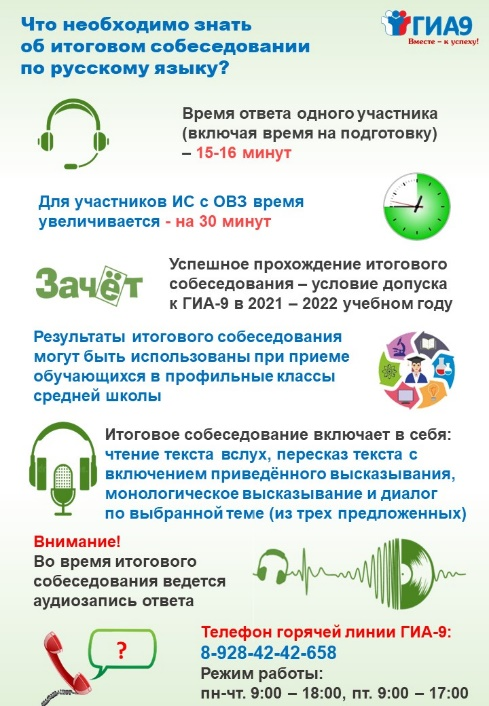 Что необходимо знать
об итоговом собеседовании
по русскому языку?
ГИА9
Вместе – к успеху!
Время ответа одного участника
(включая время на подготовку)
– 15-16 минут
Для участников ИС с ОВЗ время
увеличивается - на 30 минут
Зачёт
Успешное прохождение итогового
собеседования – условие допуска
к ГИА-9 в 2021 – 2022 учебном году
Результаты итогового собеседования
могут быть использованы при приеме
обучающихся в профильные классы
средней школы
Итоговое собеседование включает в себя:
чтение текста вслух, пересказ текста с
включением приведённого высказывания,
монологическое высказывание и диалог
по выбранной теме (из трех предложенных)
Внимание!
Во время итогового
собеседования ведется
аудиозапись ответа
?
Телефон горячей линии ГИА-9:
8-928-42-42-658
Режим работы:
пн-чт. 9:00 – 18:00, пт. 9:00 – 17:00